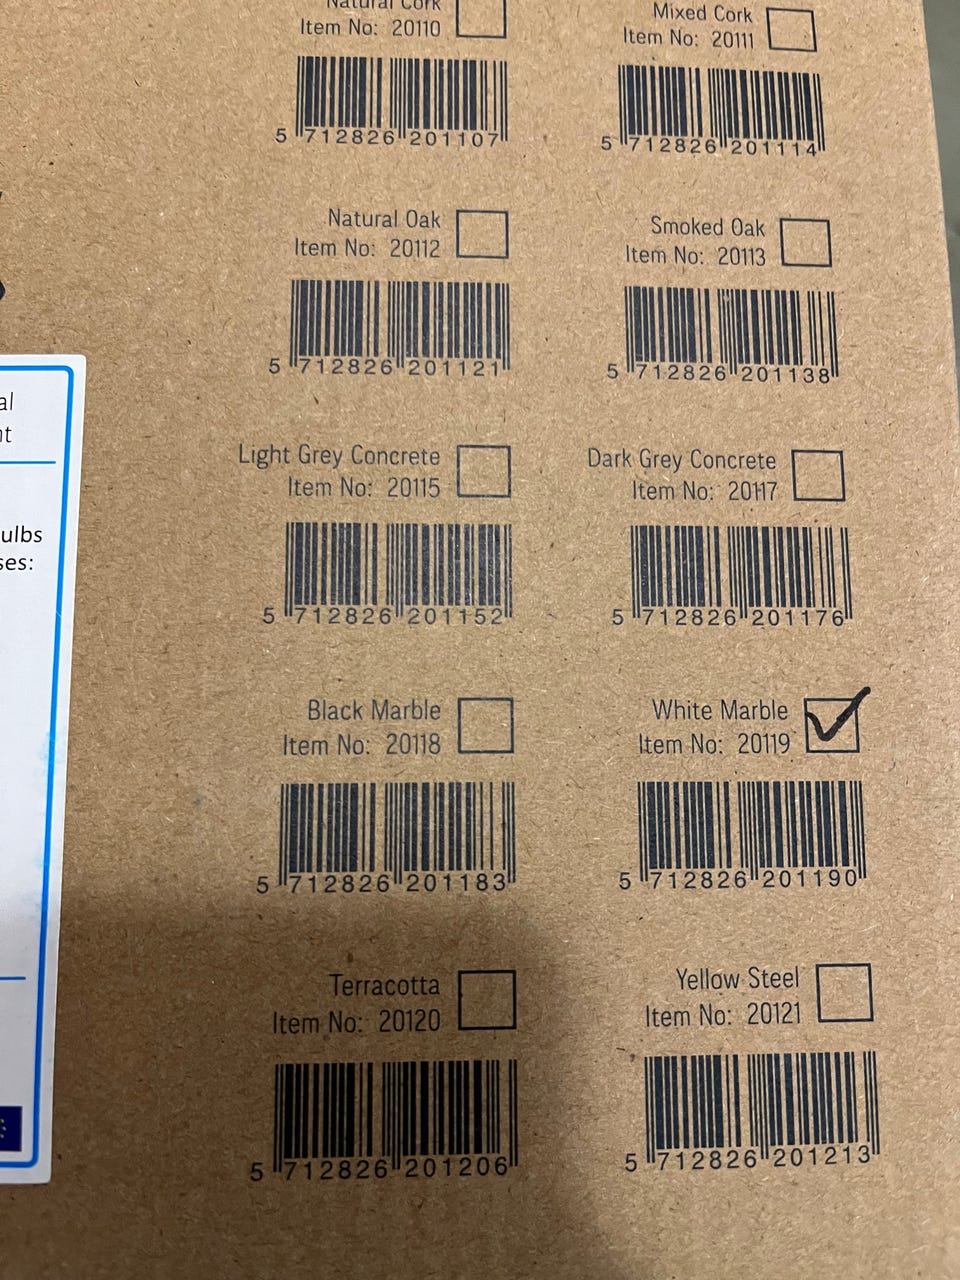 Natural Cork
Item No: 20110
5 712826 201107
Mixed Cork
Item No: 20111
5 712826 201114
Natural Oak
Item No: 20112
5 712826 201121
Smoked Oak
Item No: 20113
5 712826 201138
Light Grey Concrete
Item No: 20115
5 712826 201152
Dark Grey Concrete
Item No: 20117
5 712826 201176
Black Marble
Item No: 20118
5 712826 201183
White Marble
Item No: 20119
5 712826 201190
Terracotta
Item No: 20120
5 712826 201206
Yellow Steel
Item No: 20121
5 712826 201213
al
nt
ulbs
ses: